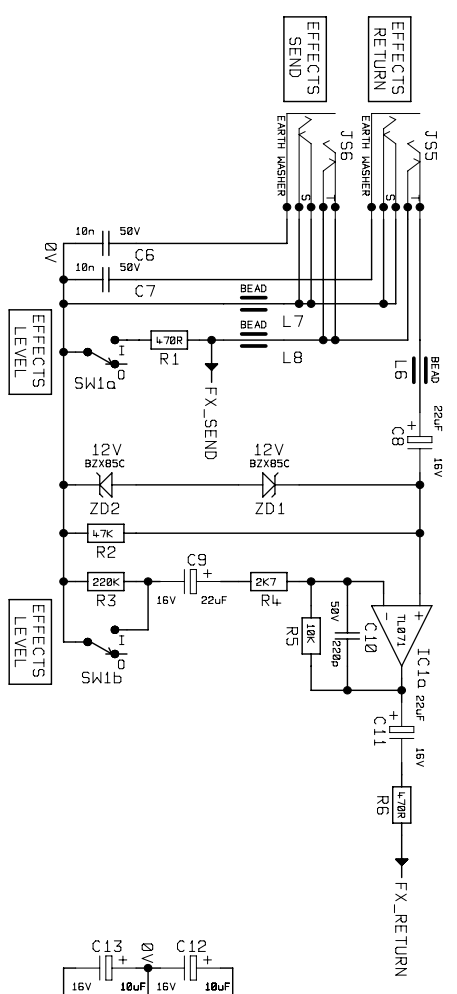 EFFECTS
SEND
EFFECTS
RETURN
JS6
JS5
EARTH WASHER
S
T
EARTH WASHER
S
T
10n
50V
C6
0V
10n
50V
C7
BEAD
L7
BEAD
L8
BEAD
L6
EFFECTS
LEVEL
I
O
SW1a
470R
R1
FX_SEND
22uF
C8
16V
12V
BZX85C
ZD2
12V
BZX85C
ZD1
47K
R2
220K
R3
C9
16V
22uF
2K7
R4
50V
220p
C10
10K
R5
TL071
IC1a
EFFECTS
LEVEL
I
O
SW1b
22uF
C11
16V
470R
R6
FX_RETURN
C13
0V
C12
16V
10uF
16V
10uF